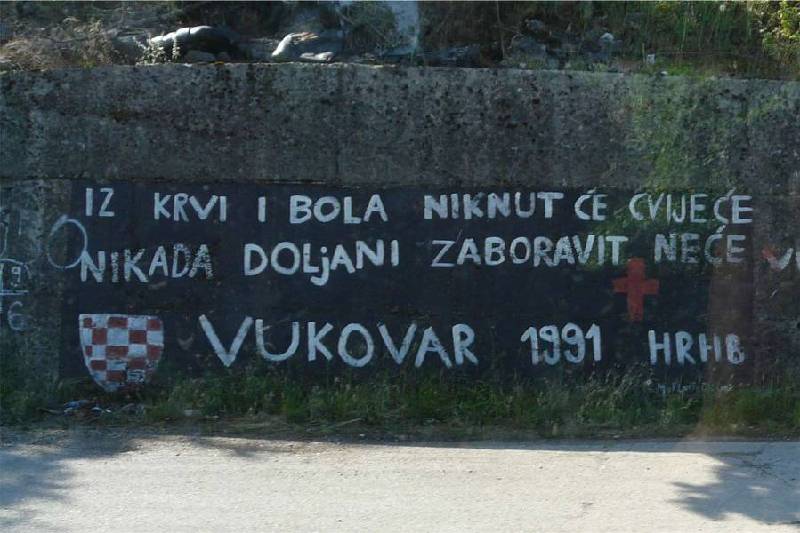 IZ KRVI I BOLA NIKNUT ĆE CVIJEĆE
NIKADA DOLjANI ZABORAVIT NEĆE
VUKOVAR 1991 HRHB